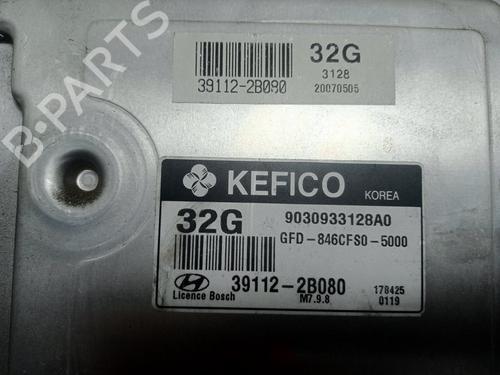 B-PARTS
39112-2B080
32G
3128
20070505
KEFICO KOREA
32G 9030933128A0
GFD-846CFS0-5000
39112-2B080 178425
Licence Bosch M7.9.8 0119